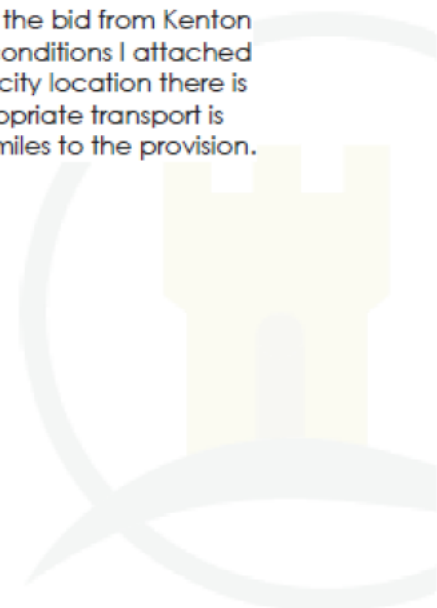 the bid from Kenton
onditions I attached
city location there is
opriate transport is
miles to the provision.